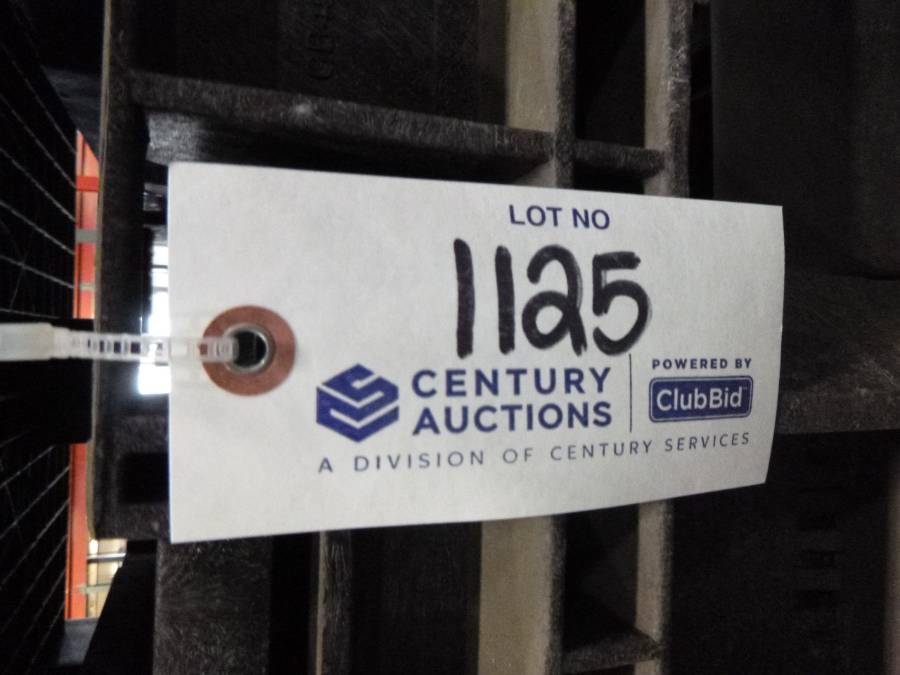 LOT NO
1125
CENTURY
AUCTIONS
POWERED BY
ClubBid
A DIVISION OF CENTURY SERVICES